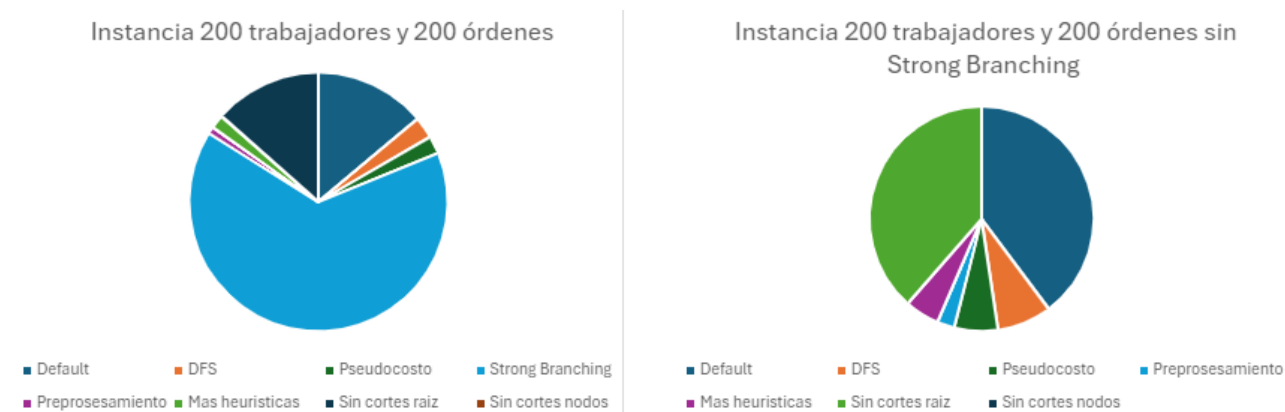 Instancia 200 trabajadores y 200 órdenes
Default DFS Pseudocosto Strong Branching
Preprosesamiento Mas heuristicas Sin cortes raiz Sin cortes nodos
Instancia 200 trabajadores y 200 órdenes sin
Strong Branching
Default DFS Pseudocosto Preprosesamiento
Mas heuristicas Sin cortes raiz Sin cortes nodos